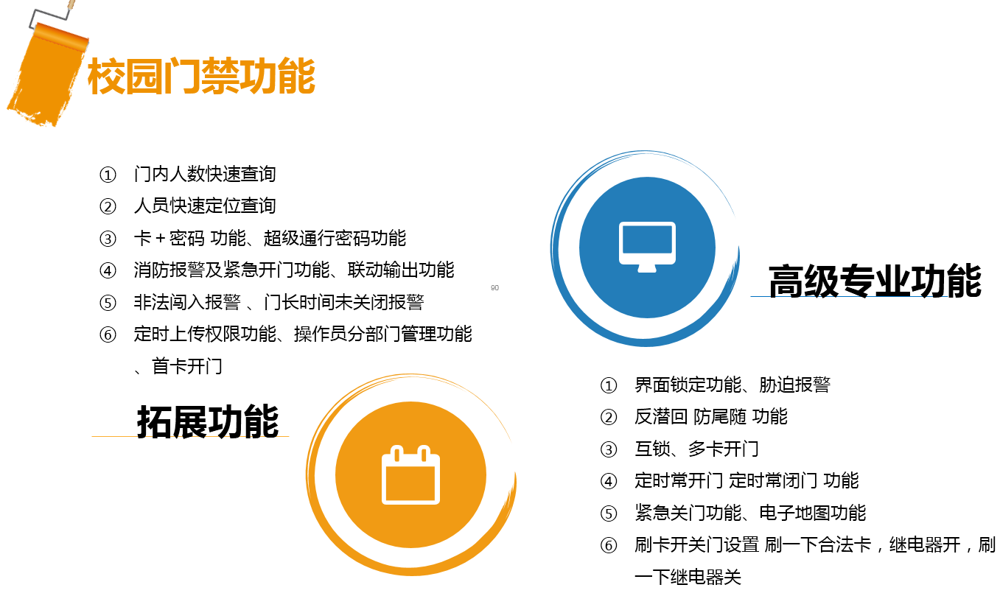 校园门禁功能
① 门内人数快速查询
② 人员快速定位查询
③ 卡＋密码 功能、超级通行密码功能
④ 消防报警及紧急开门功能、联动输出功能
⑤ 非法闯入报警 、门长时间未关闭报警
⑥ 定时上传权限功能、操作员分部门管理功能
、首卡开门
拓展功能
90
高级专业功能
① 界面锁定功能、胁迫报警
② 反潜回 防尾随 功能
③ 互锁、多卡开门
④ 定时常开门 定时常闭门 功能
⑤ 紧急关门功能、电子地图功能
⑥ 刷卡开关门设置 刷一下合法卡，继电器开，刷
一下继电器关